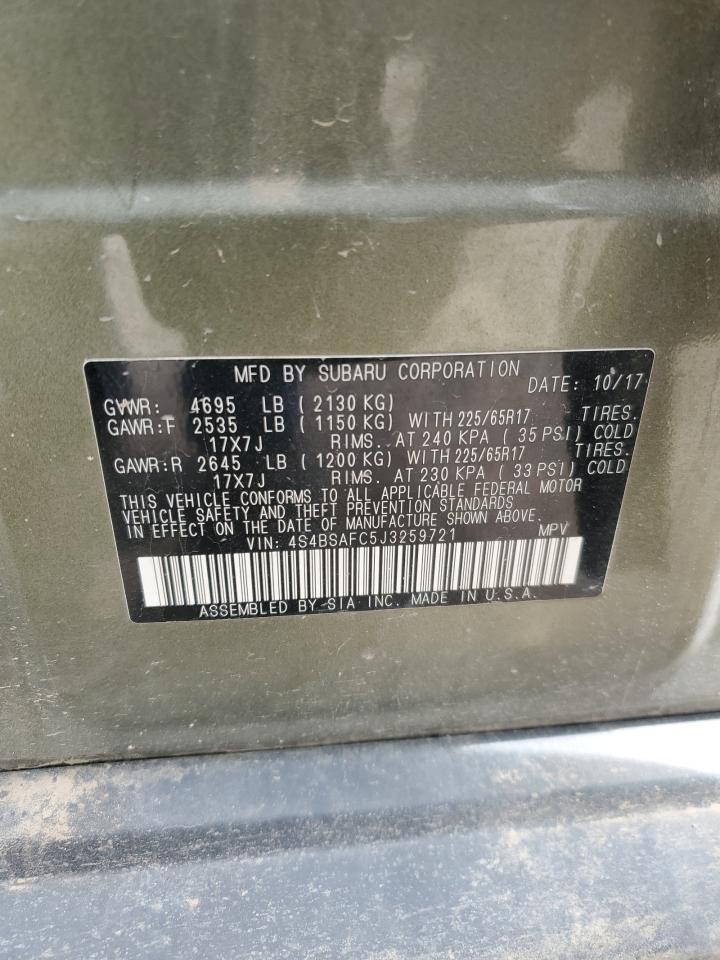 MFD BY SUBARU CORPORATION DATE: 10/17
GVWR: 4695 LB ( 2130 KG)
GAWR:F 2535 LB ( 1150 KG) WITH 225/65R17 TIRES.
17X7J RIMS. AT 240 KPA ( 35 PSI) COLD
GAWR:R 2645 LB ( 1200 KG) WITH 225/65R17 TIRES.
17X7J RIMS. AT 230 KPA ( 33 PSI) COLD
THIS VEHICLE CONFORMS TO ALL APPLICABLE FEDERAL MOTOR
VEHICLE SAFETY AND THEFT PREVENTION STANDARDS
IN EFFECT ON THE DATE OF MANUFACTURE SHOWN ABOVE.
VIN: 4S4BSAFC5J3259721 MPV
ASSEMBLED BY SIA INC. MADE IN U.S.A.